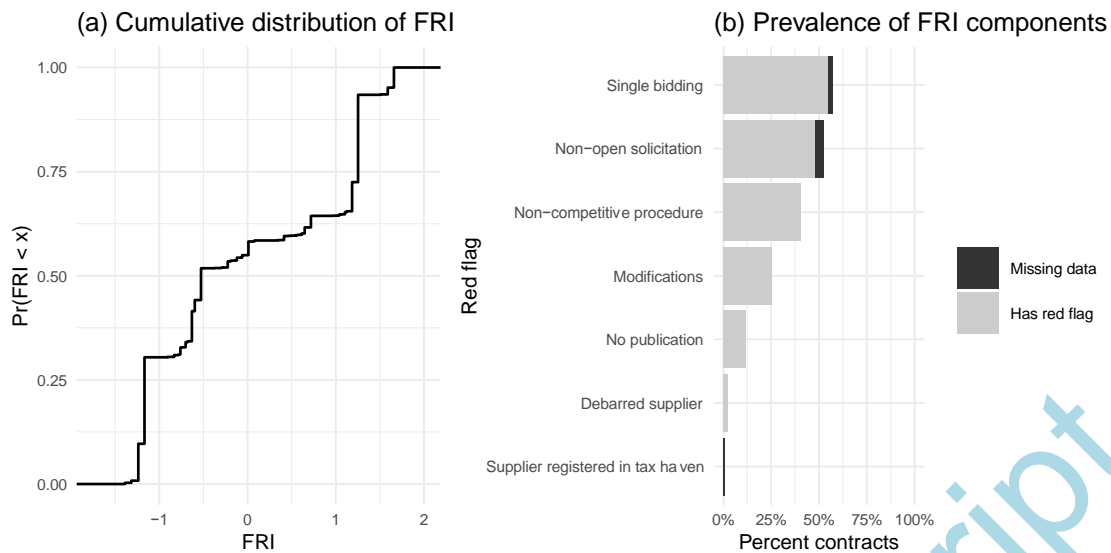 (a) Cumulative distribution of FRI
1.00
0.75
0.50
0.25
0.00
Pr(FRI < x)
−1
0
1
2
FRI
(b) Prevalence of FRI components
Red flag
Single bidding
Non−open solicitation
Non−competitive procedure
Modifications
No publication
Debarred supplier
Supplier registered in tax haven
0%
25%
50%
75%
100%
Percent contracts
Missing data
Has red flag
ript